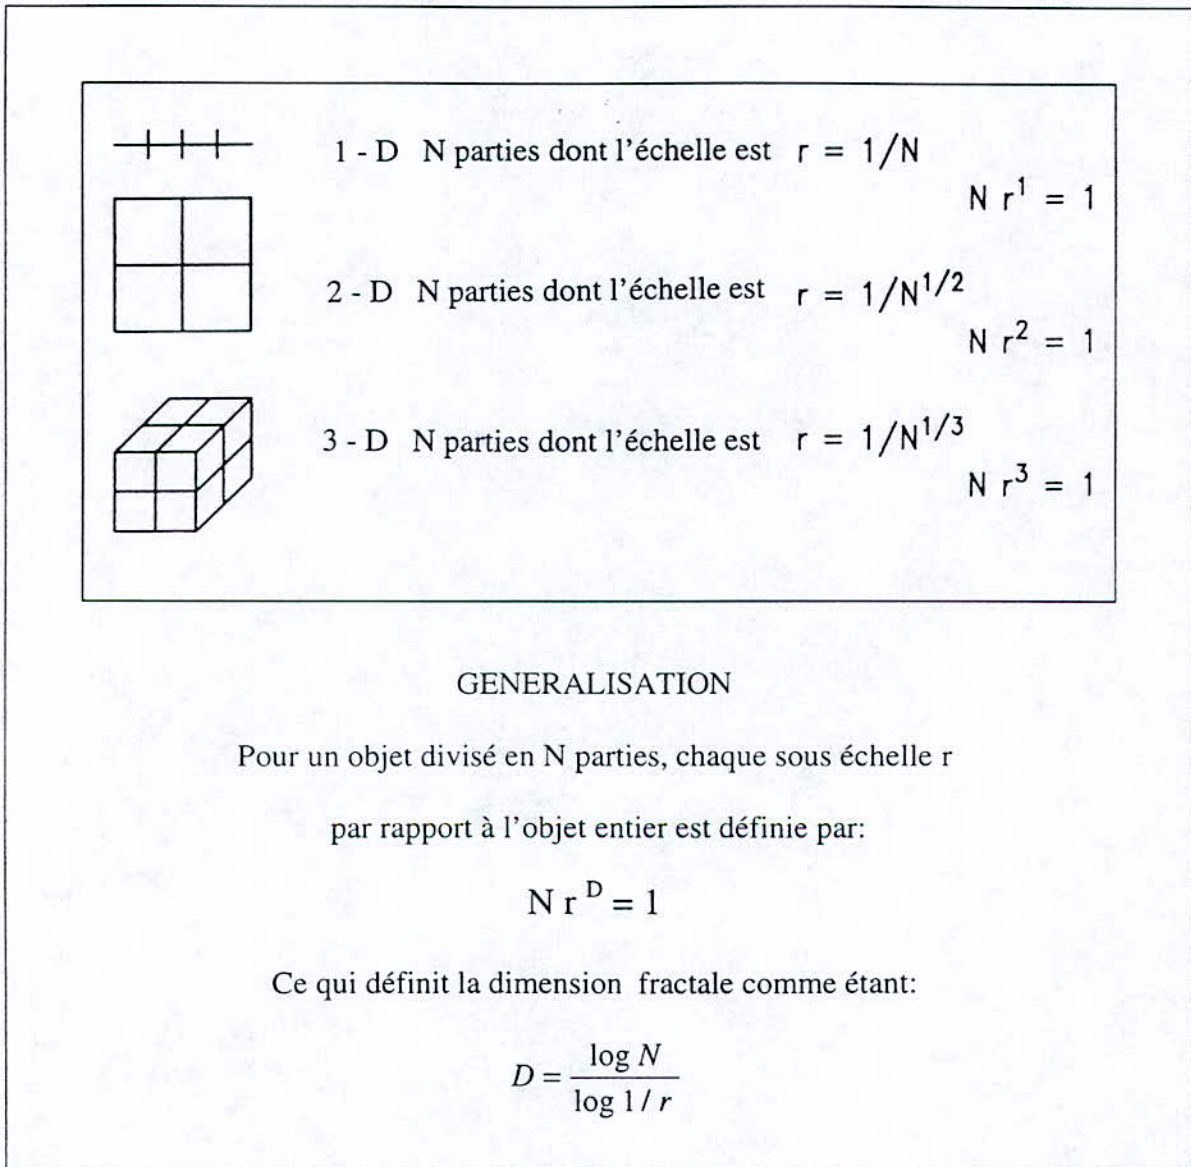 1 - D N parties dont l'échelle est r = 1/N
N r¹ = 1
2 - D N parties dont l'échelle est r = 1/N^{1/2}
N r² = 1
3 - D N parties dont l'échelle est r = 1/N^{1/3}
N r³ = 1
GENERALISATION
Pour un objet divisé en N parties, chaque sous échelle r
par rapport à l'objet entier est définie par:
N r^D = 1
Ce qui définit la dimension fractale comme étant:
D = log N / log 1 / r